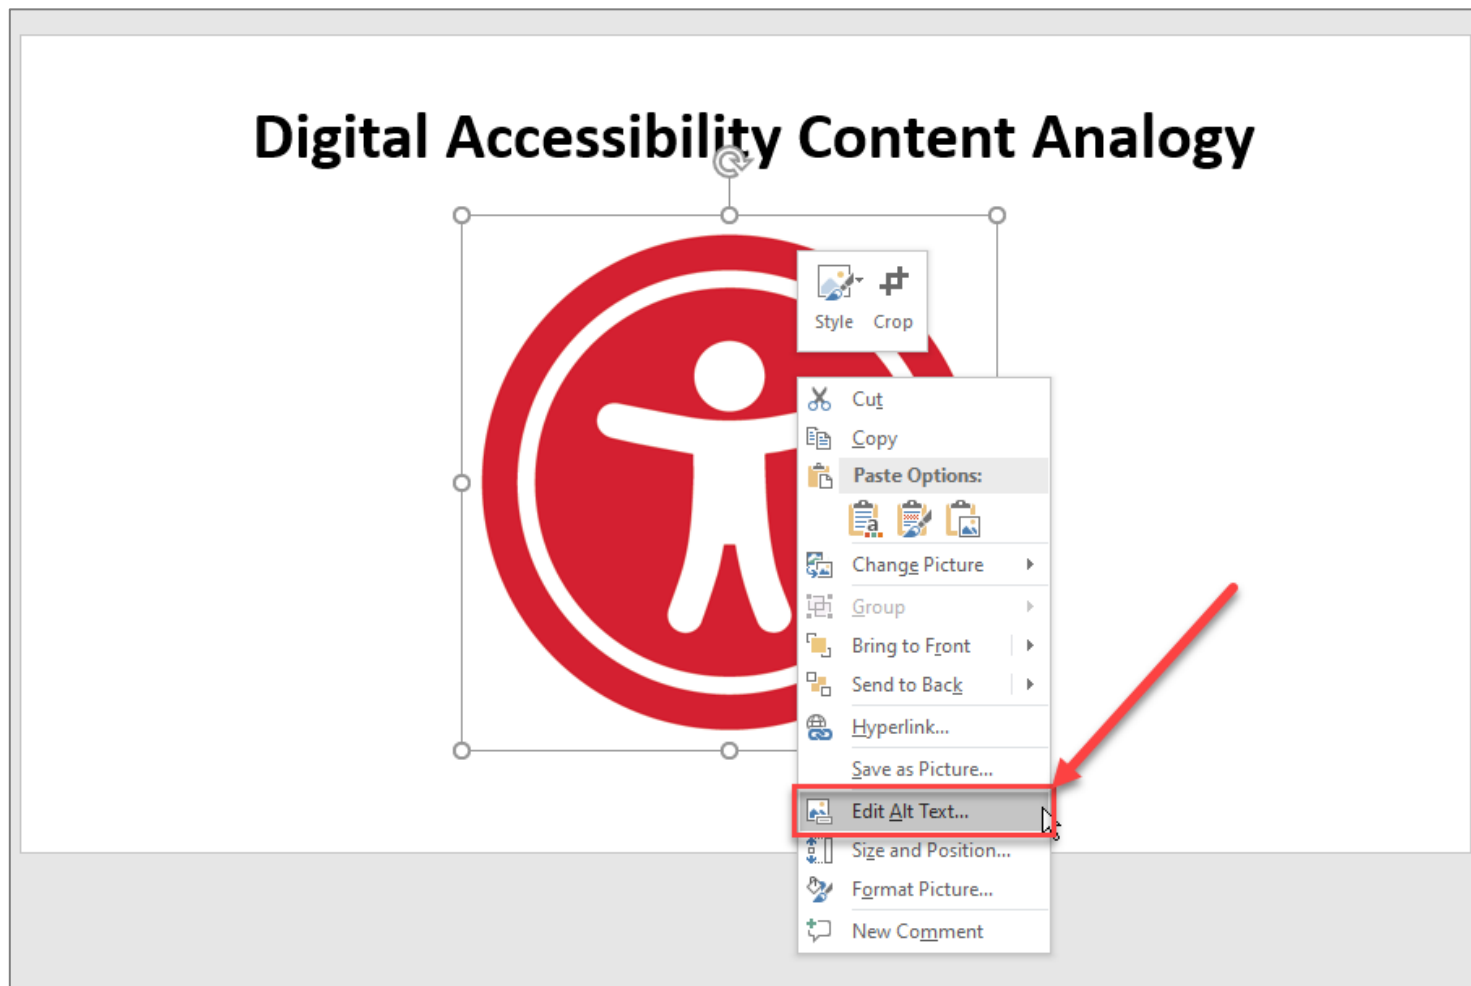 Digital Accessibility Content Analogy
Style Crop
Cut
Copy
Paste Options:
Change Picture
Group
Bring to Front
Send to Back
Hyperlink...
Save as Picture...
Edit Alt Text...
Size and Position...
Format Picture...
New Comment